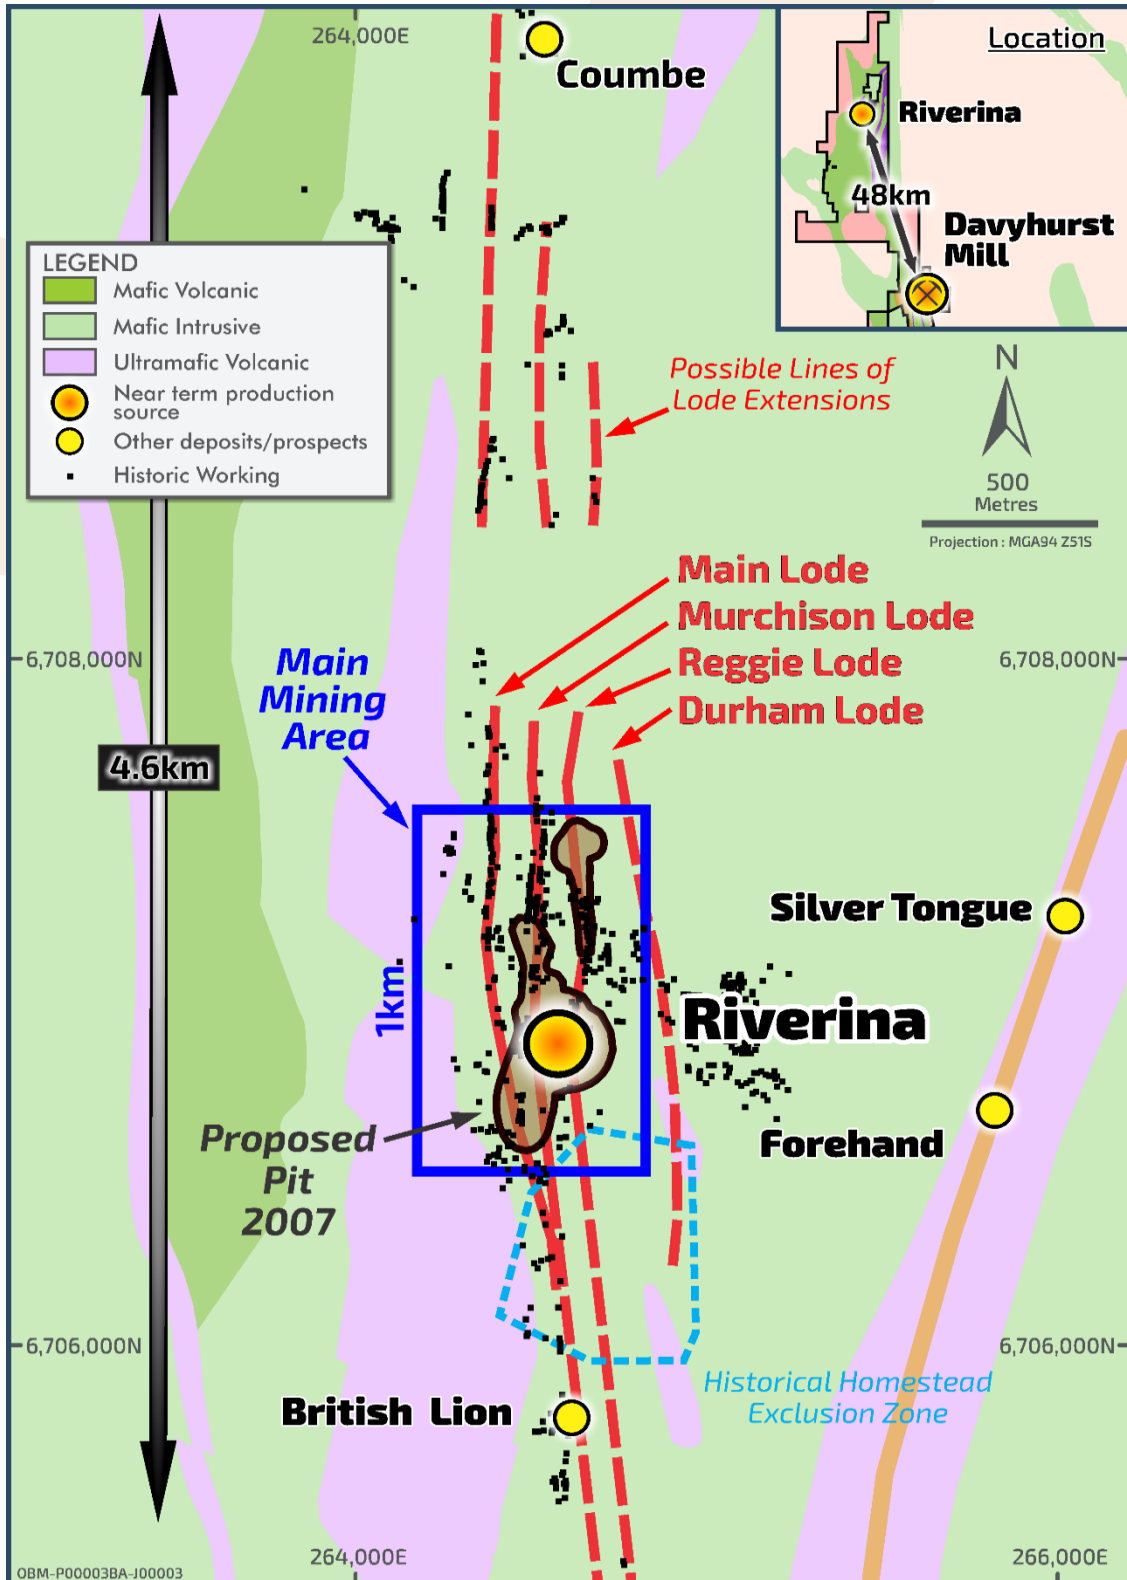 264,000E
Coumbe
Location
Riverina
48km
Davyhurst
Mill
LEGEND
Mafic Volcanic
Mafic Intrusive
Ultramafic Volcanic
Near term production
source
Other deposits/prospects
Historic Working
Possible Lines of
Lode Extensions
N
500
Metres
Projection : MGA94 Z51S
Main Lode
Murchison Lode
Reggie Lode
Durham Lode
6,708,000N
6,708,000N
Main
Mining
Area
4.6km
Silver Tongue
1km
Riverina
Proposed
Pit
2007
Forehand
6,706,000N
6,706,000N
Historical Homestead
Exclusion Zone
British Lion
264,000E
266,000E
OBM-P00003BA-J00003